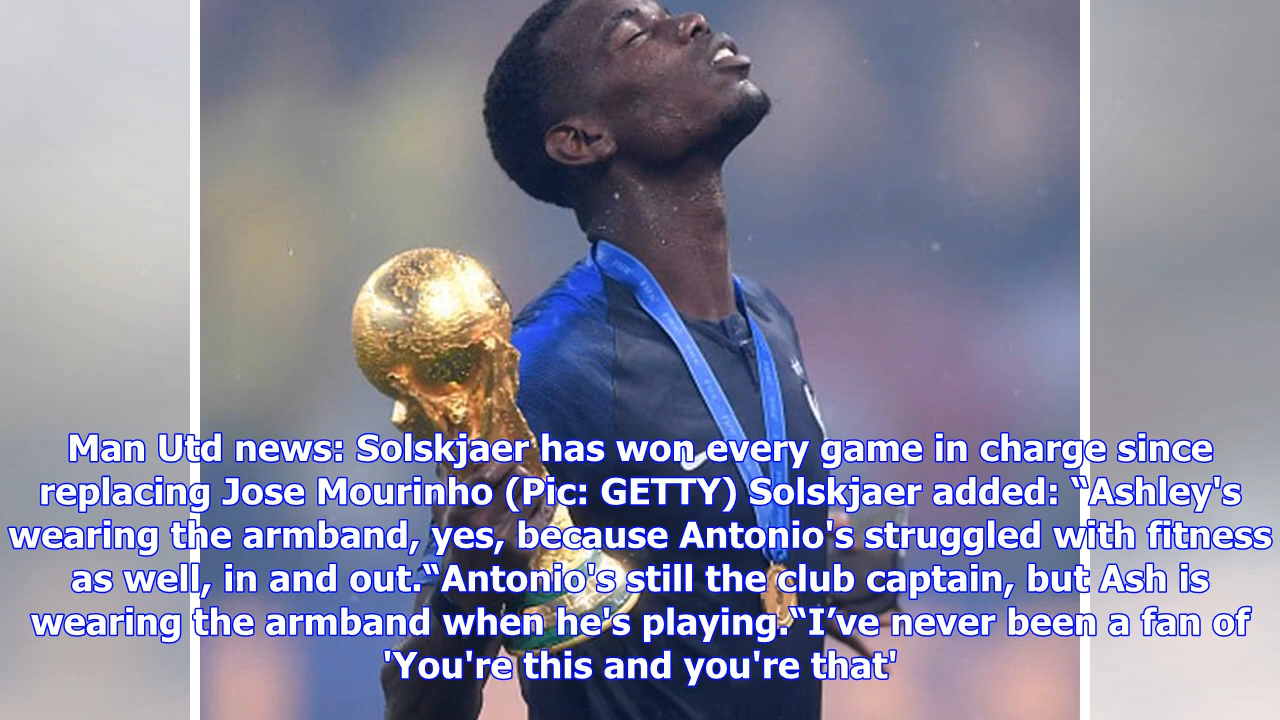 Man Utd news: Solskjaer has won every game in charge since
replacing Jose Mourinho (Pic: GETTY) Solskjaer added: “Ashley's
wearing the armband, yes, because Antonio's struggled with fitness
as well, in and out.“Antonio's still the club captain, but Ash is
wearing the armband when he's playing.“I’ve never been a fan of
'You're this and you're that'